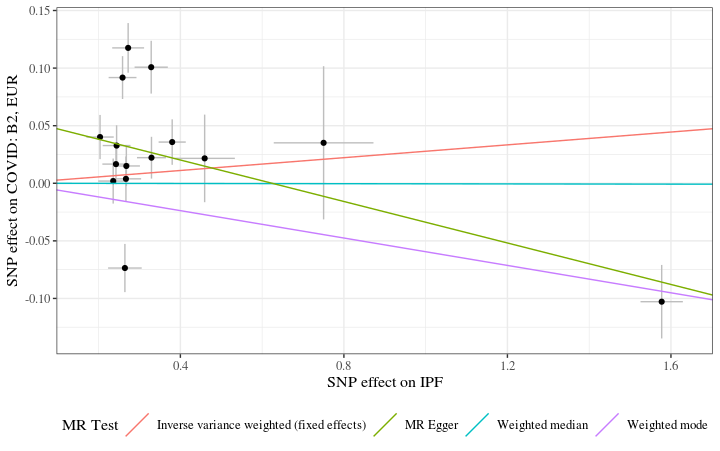 0.15
0.10
0.05
0.00
-0.05
-0.10
SNP effect on COVID: B2, EUR
0.4 0.8 1.2 1.6
SNP effect on IPF
MR Test Inverse variance weighted (fixed effects) MR Egger Weighted median Weighted mode